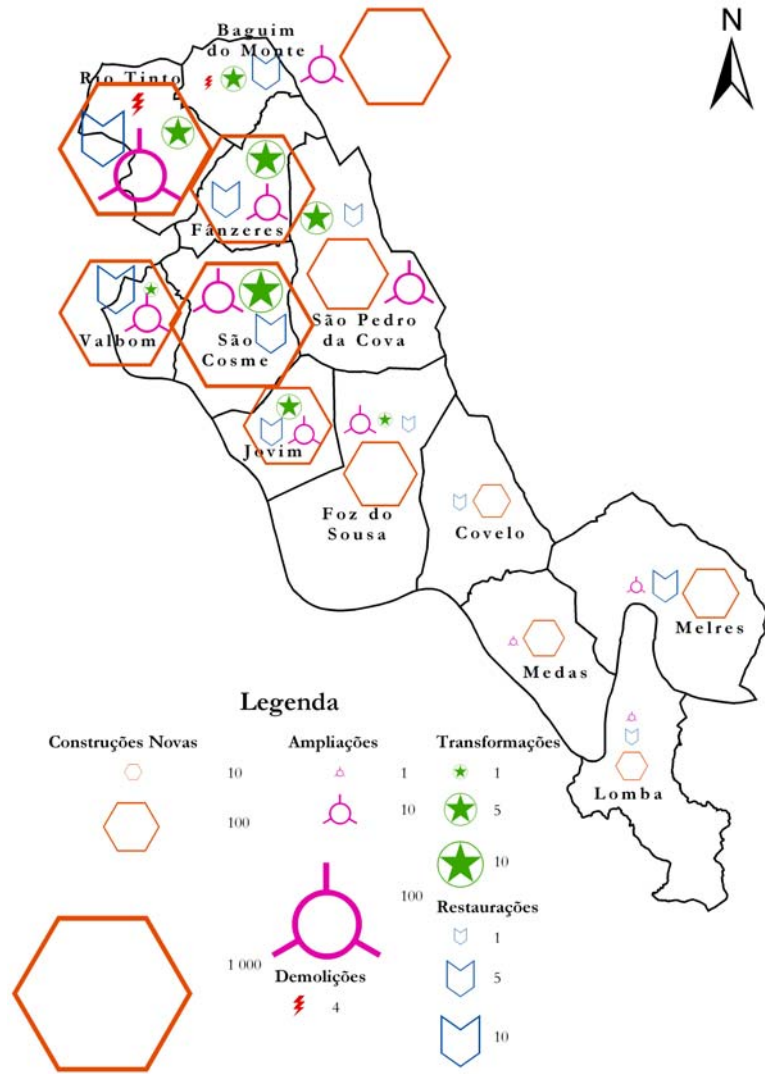 N
Baguim
do Monte
Rio Tinto
Fânzeres
São Pedro
da Cova
Valbom
São
Cosme
Jovim
Foz do
Sousa
Covelo
Melres
Medas
Lomba
Legenda
Construções Novas
10
100
1 000
Ampliações
1
10
100
Demolições
4
Transformações
1
5
10
Restaurações
1
5
10